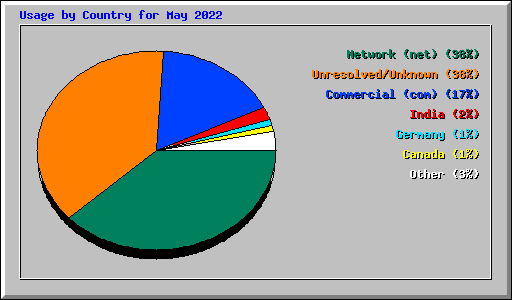 Usage by Country for May 2022
Network (net) (38%)
Unresolved/Unknown (38%)
Commercial (com) (17%)
India (2%)
Germany (1%)
Canada (1%)
Other (3%)